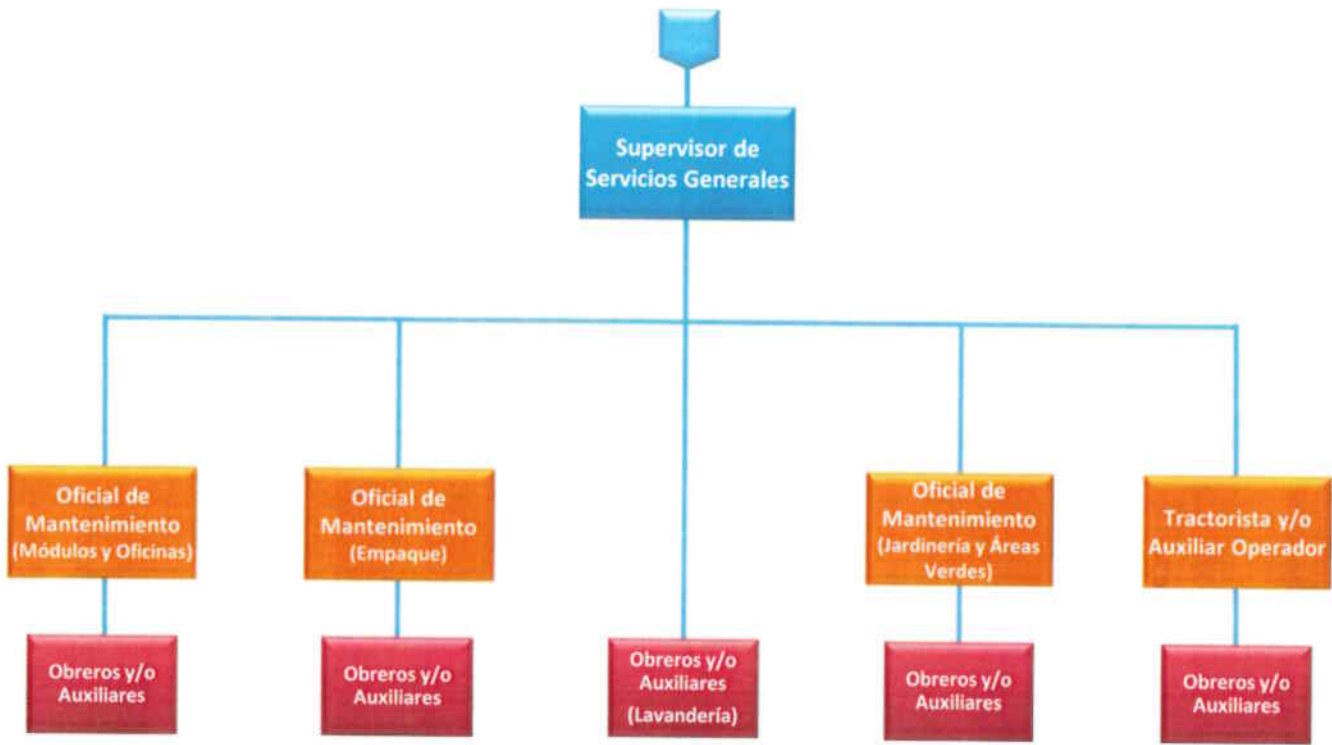 Supervisor de
Servicios Generales
Oficial de
Mantenimiento
(Módulos y Oficinas)
Oficial de
Mantenimiento
(Empaque)
Oficial de
Mantenimiento
(Jardinería y Áreas
Verdes)
Tractorista y/o
Auxiliar Operador
Obreros y/o
Auxiliares
Obreros y/o
Auxiliares
Obreros y/o
Auxiliares
(Lavandería)
Obreros y/o
Auxiliares
Obreros y/o
Auxiliares